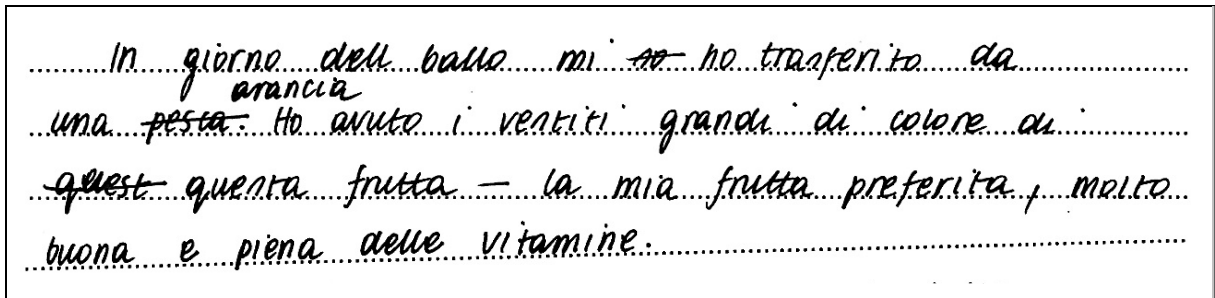 In giorno dell ballo mi ho trasferito da
arancia
una pesca. Ho avuto i vestiti grandi di colore di
quest questa frutta – la mia frutta preferita, molto
buona e piena delle vitamine.